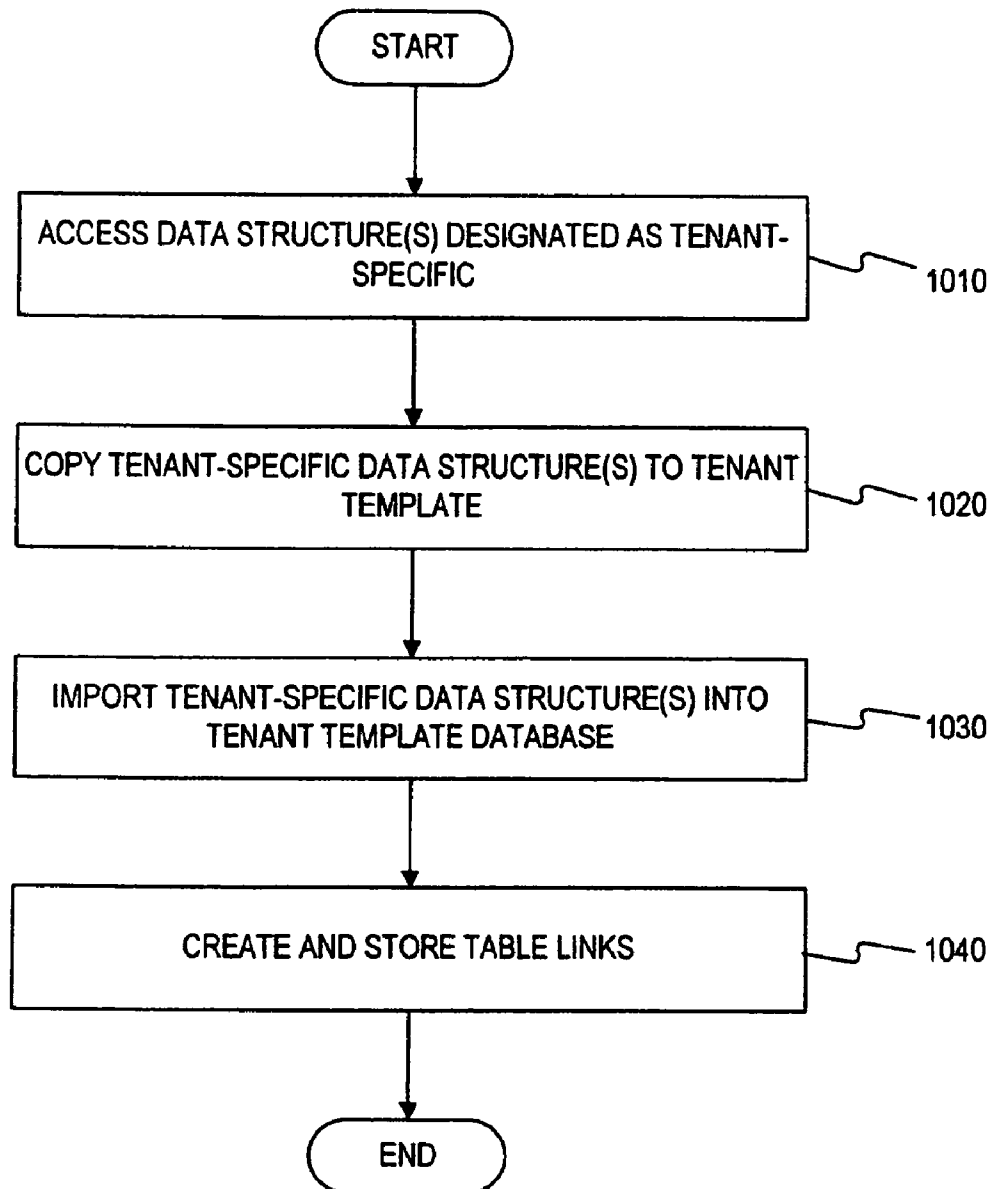 START
ACCESS DATA STRUCTURE(S) DESIGNATED AS TENANT-
SPECIFIC
1010
COPY TENANT-SPECIFIC DATA STRUCTURE(S) TO TENANT
TEMPLATE
1020
IMPORT TENANT-SPECIFIC DATA STRUCTURE(S) INTO
TENANT TEMPLATE DATABASE
1030
CREATE AND STORE TABLE LINKS
1040
END